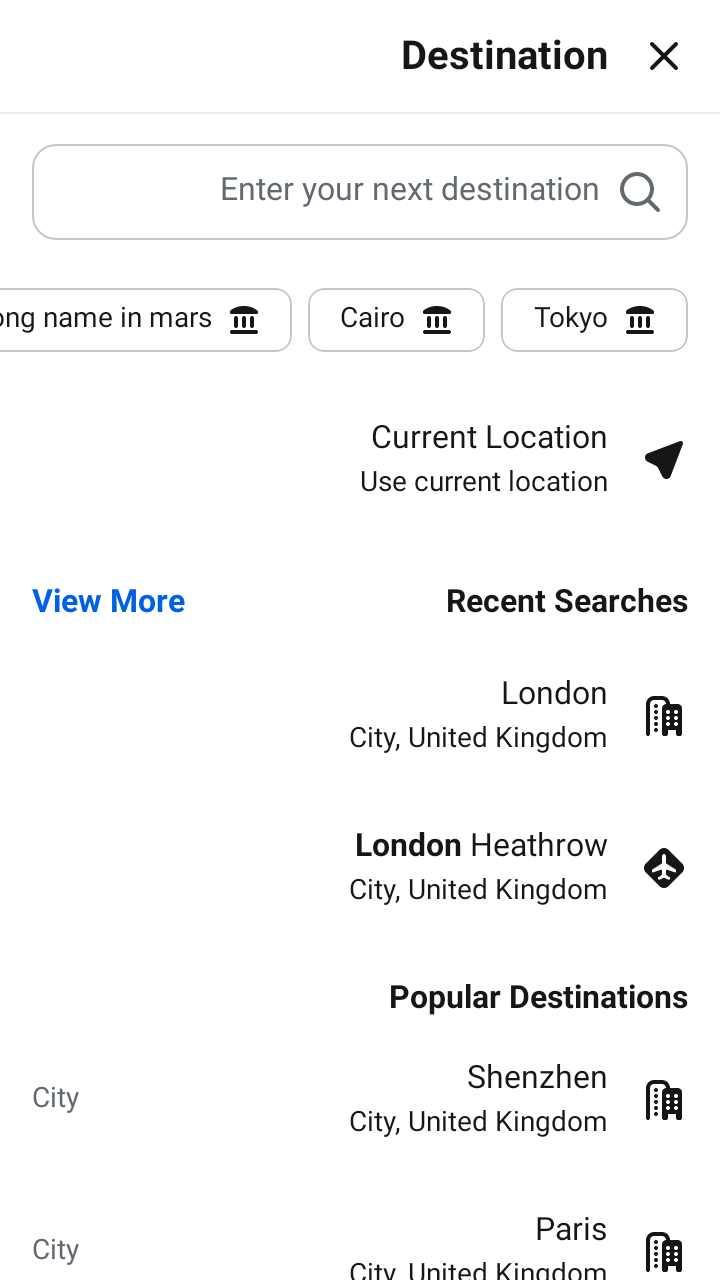 Destination
Enter your next destination
Tokyo
Cairo
ong name in mars
Current Location
Use current location
Recent Searches
View More
London
City, United Kingdom
London Heathrow
City, United Kingdom
Popular Destinations
Shenzhen
City, United Kingdom
City
Paris
City, United Kingdom
City